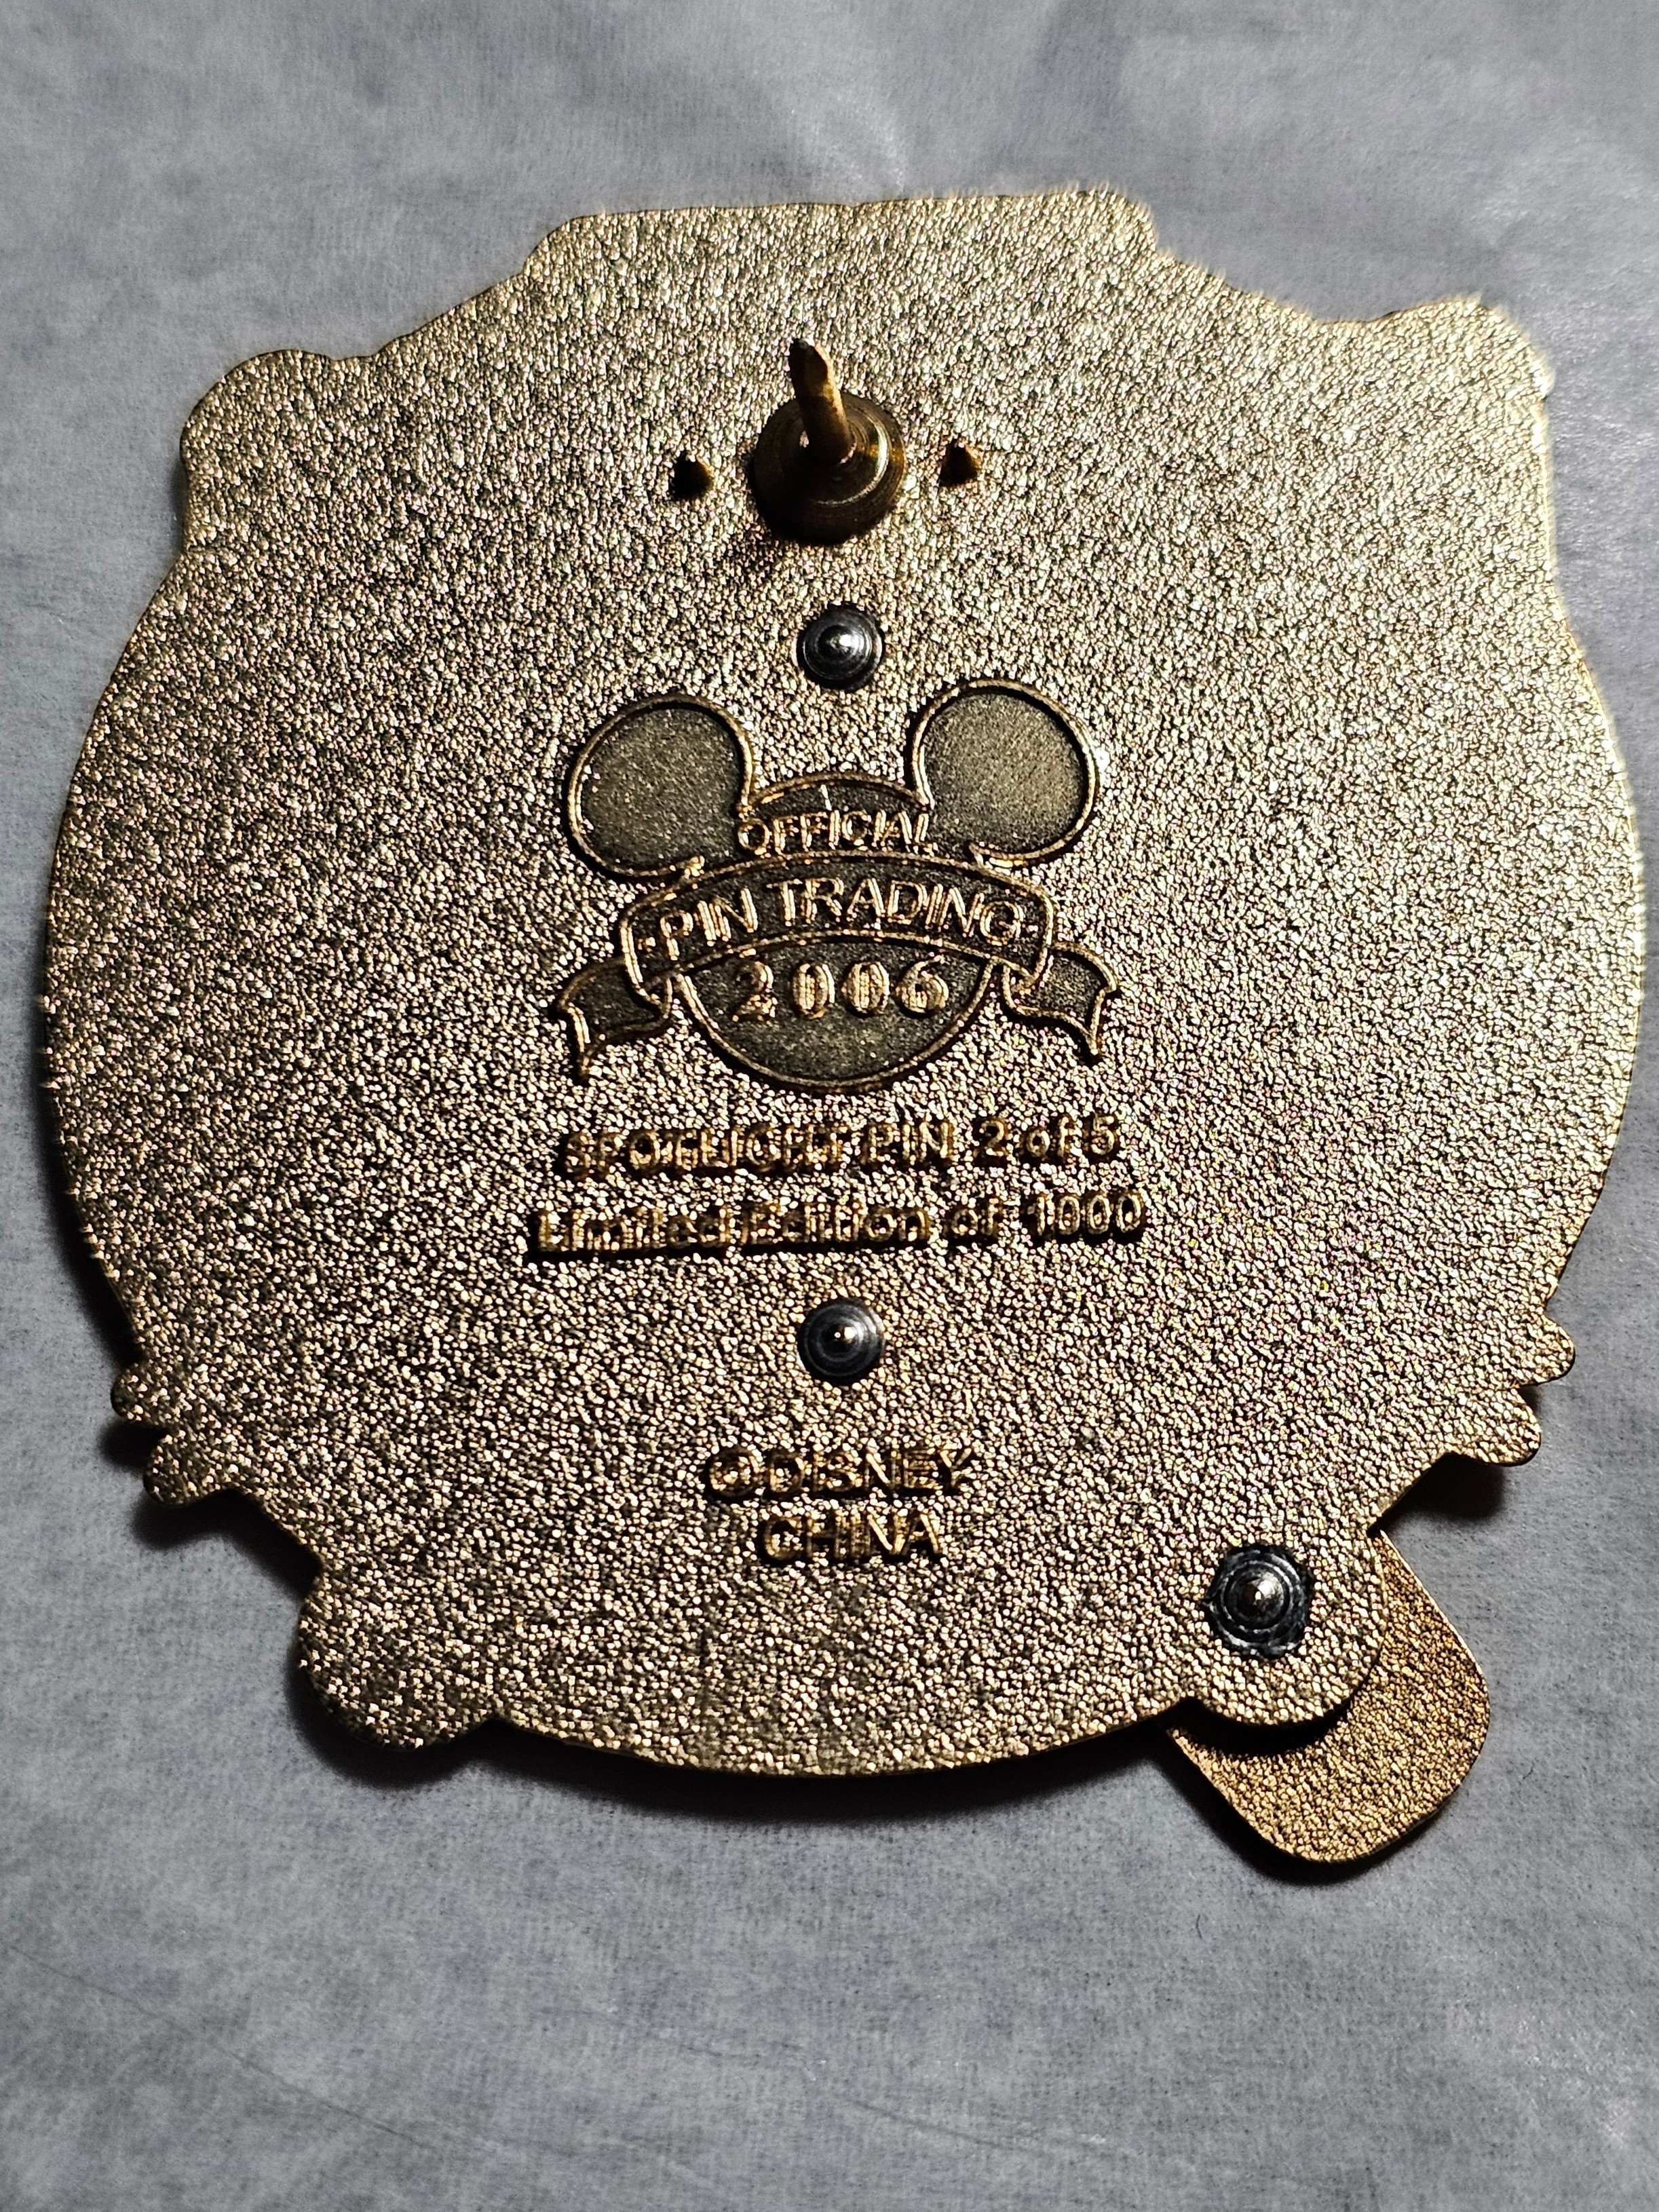 OFFICIAL
PIN TRADING
2006
SPOTLIGHT PIN 2 of 5
Limited Edition of 1000
©DISNEY
CHINA